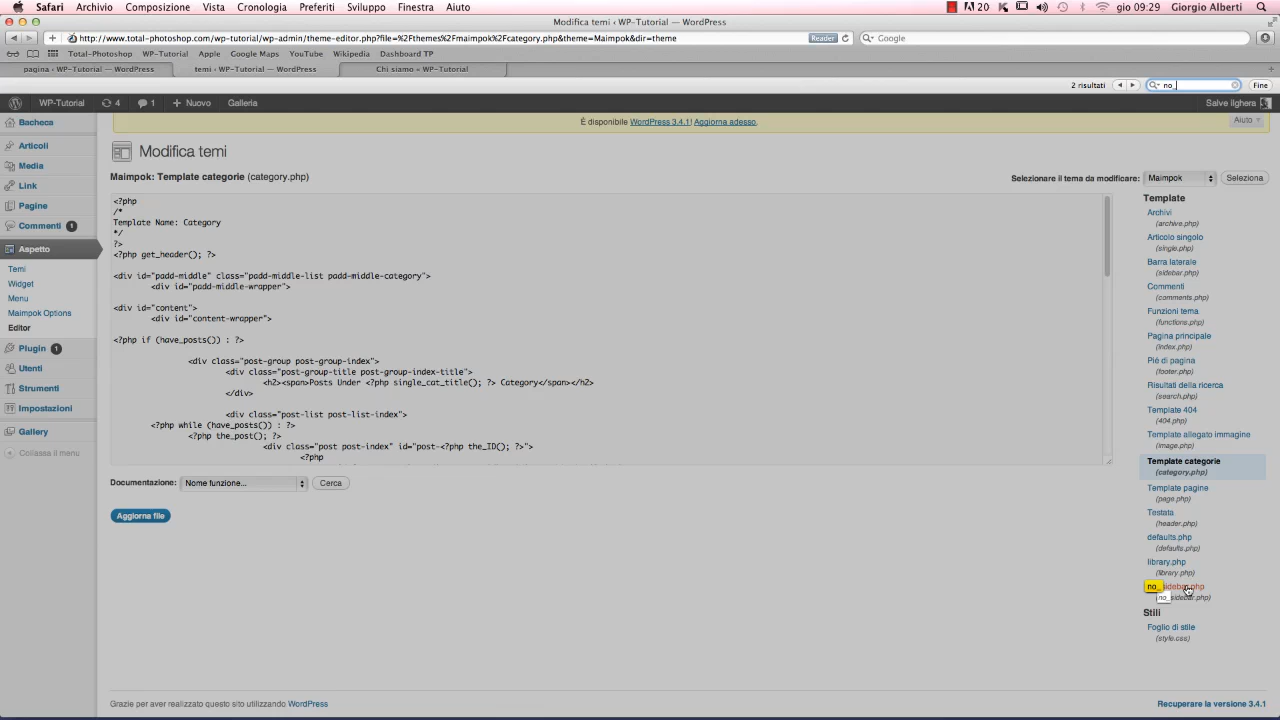 Safari Archivio Composizione Vista Cronologia Preferiti Sviluppo Finestra Aiuto 20 gio 09:29 Giorgio Alberti
Modifica temi ‹ WP-Tutorial — WordPress
http://www.total-photoshop.com/wp-tutorial/wp-admin/theme-editor.php?file=%2Fthemes%2Fmaimpok%2Fcategory.php&theme=Maimpok&dir=theme Reader Google
Total-Photoshop WP-Tutorial Apple Google Maps YouTube Wikipedia Dashboard TP
pagina ‹ WP-Tutorial — WordPress temi ‹ WP-Tutorial — WordPress Chi siamo « WP-Tutorial
2 risultati no_ Fine
WP-Tutorial 4 1 Nuovo Galleria Salve ilghera
Bacheca
È disponibile WordPress 3.4.1! Aggiorna adesso. Aiuto
Articoli
Media
Link
Pagine
Commenti 1
Aspetto
Temi
Widget
Menu
Maimpok Options
Editor
Plugin 1
Utenti
Strumenti
Impostazioni
Gallery
Collassa il menu
Modifica temi
Maimpok: Template categorie (category.php)
Selezionare il tema da modificare: Maimpok Seleziona
<?php
/*
Template Name: Category
*/
?>
<?php get_header(); ?>
<div id="padd-middle" class="padd-middle-list padd-middle-category">
<div id="padd-middle-wrapper">
<div id="content">
<div id="content-wrapper">
<?php if (have_posts()) : ?>
<div class="post-group post-group-index">
<div class="post-group-title post-group-index-title">
<h2><span>Posts Under <?php single_cat_title(); ?> Category</span></h2>
</div>
<div class="post-list post-list-index">
<?php while (have_posts()) : ?>
<?php the_post(); ?>
<div class="post post-index" id="post-<?php the_ID(); ?>">
<?php
Documentazione: Nome funzione... Cerca
Aggiorna file
Template
Archivi
(archive.php)
Articolo singolo
(single.php)
Barra laterale
(sidebar.php)
Commenti
(comments.php)
Funzioni tema
(functions.php)
Pagina principale
(index.php)
Piè di pagina
(footer.php)
Risultati della ricerca
(search.php)
Template 404
(404.php)
Template allegato immagine
(image.php)
Template categorie
(category.php)
Template pagine
(page.php)
Testata
(header.php)
defaults.php
(defaults.php)
library.php
(library.php)
no_sidebar.php
(no_sidebar.php)
Stili
Foglio di stile
(style.css)
Grazie per aver realizzato questo sito utilizzando WordPress
Recuperare la versione 3.4.1